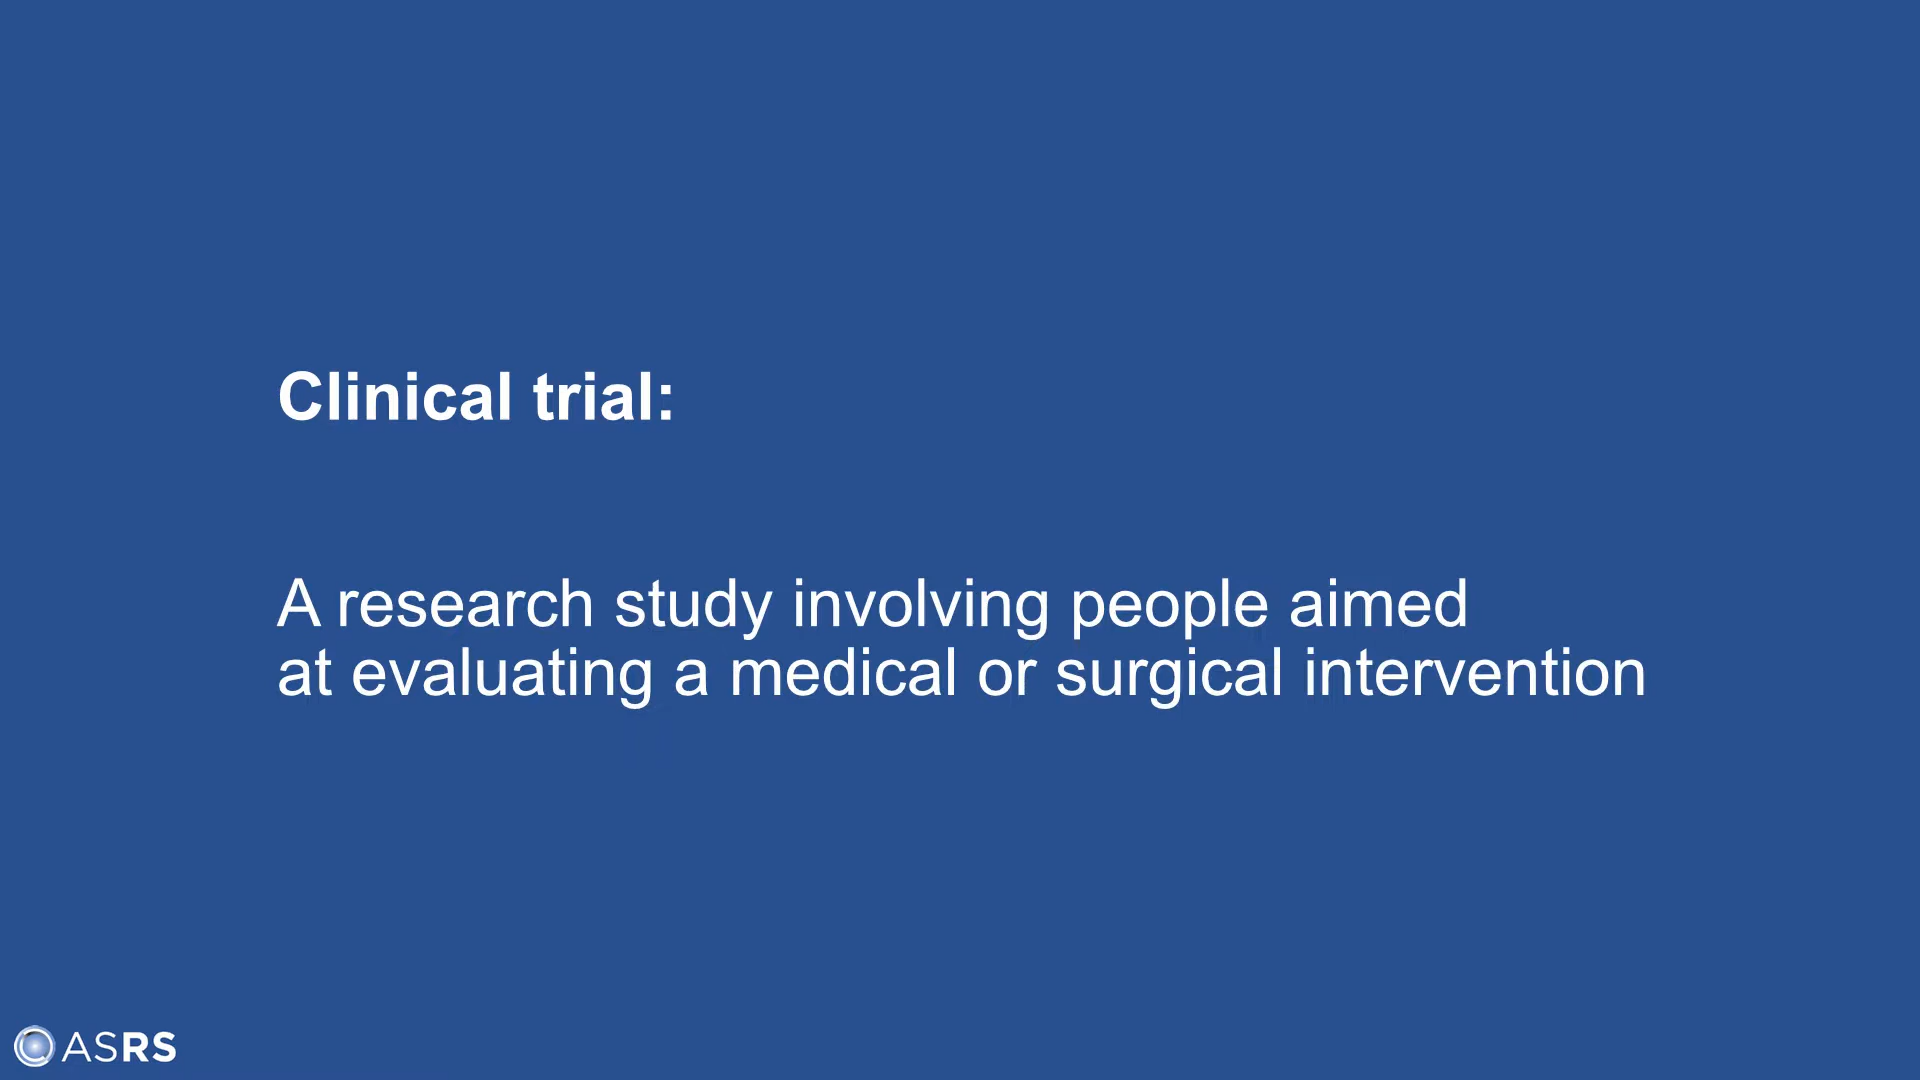 Clinical trial:
A research study involving people aimed
at evaluating a medical or surgical intervention
ASRS